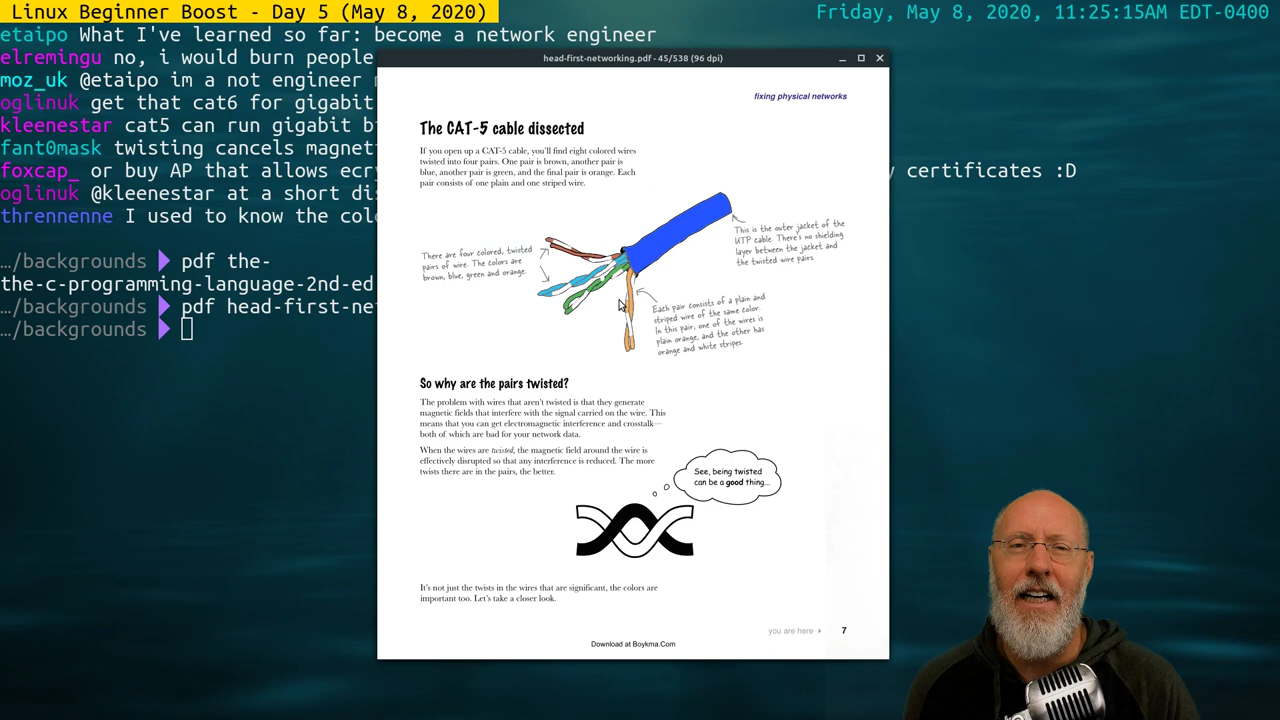 Linux Beginner Boost - Day 5 (May 8, 2020)
Friday, May 8, 2020, 11:25:15AM EDT-0400
etaipo What I've learned so far: become a network engineer
elremingu no, i would burn people
moz_uk @etaipo im a not engineer
oglinuk get that cat6 for gigabit
kleenestar cat5 can run gigabit
fant0mask twisting cancels
foxcap_ or buy AP that allows
certificates :D
oglinuk @kleenestar at a short
thrennenne I used to know the
…/backgrounds pdf the-
the-c-programming-language-2nd-ed
…/backgrounds pdf head-first-
…/backgrounds
head-first-networking.pdf - 45/538 (96 dpi)
fixing physical networks
The CAT-5 cable dissected
If you open up a CAT-5 cable, you'll find eight colored wires
twisted into four pairs. One pair is brown, another pair is
blue, another pair is green, and the final pair is orange. Each
pair consists of one plain and one striped wire.
There are four colored, twisted
pairs of wire. The colors are
brown, blue, green and orange.
This is the outer jacket of the
UTP cable. There's no shielding
layer between the jacket and
the twisted wire pairs.
Each pair consists of a plain and
striped wire of the same color.
In this pair, one of the wires is
plain orange, and the other has
orange and white stripes.
So why are the pairs twisted?
The problem with wires that aren't twisted is that they generate
magnetic fields that interfere with the signal carried on the wire. This
means that you can get electromagnetic interference and crosstalk—
both of which are bad for your network data.
When the wires are twisted, the magnetic field around the wire is
effectively disrupted so that any interference is reduced. The more
twists there are in the pairs, the better.
See, being twisted
can be a good thing...
It's not just the twists in the wires that are significant, the colors are
important too. Let's take a closer look.
you are here
7
Download at Boykma.Com